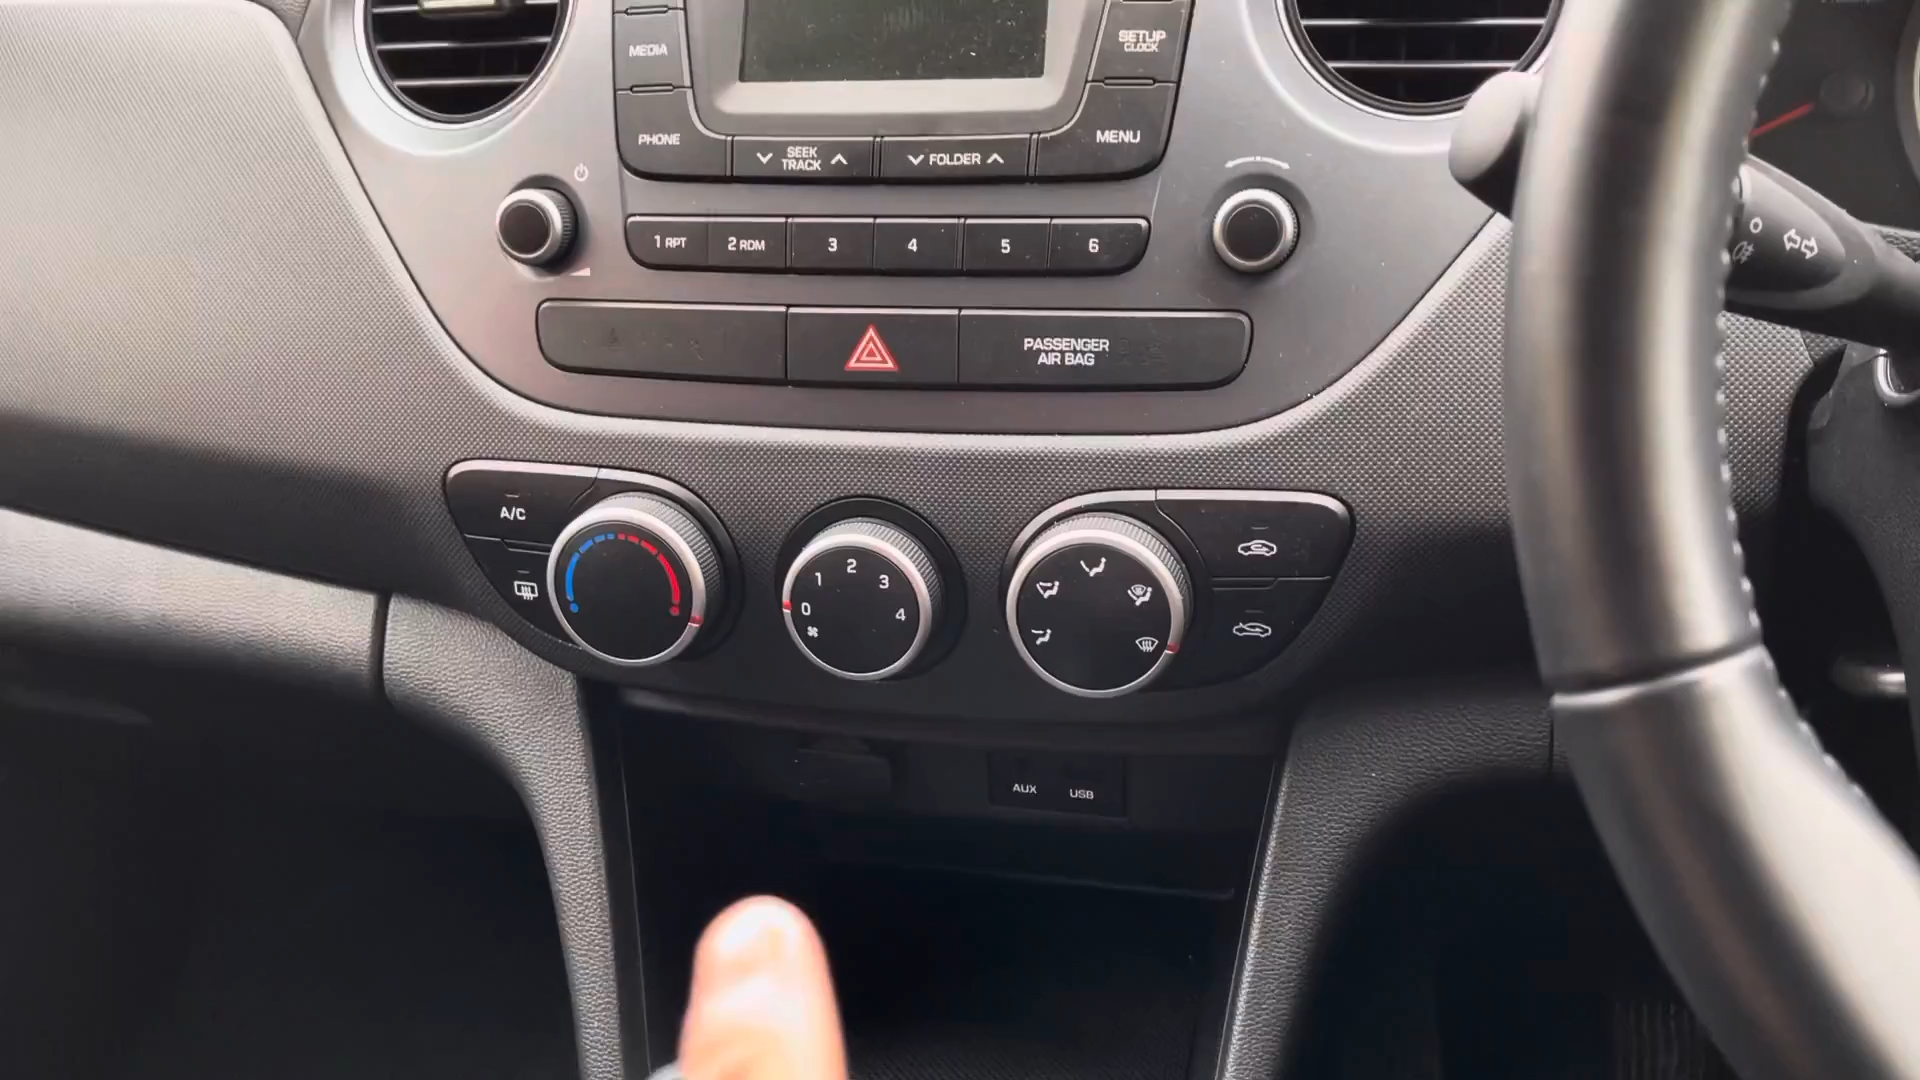 MEDIA
SETUP
CLOCK
PHONE
SEEK
TRACK
FOLDER
MENU
1 RPT
2 RDM
3
4
5
6
PASSENGER
AIR BAG
A/C
0
1
2
3
4
AUX
USB